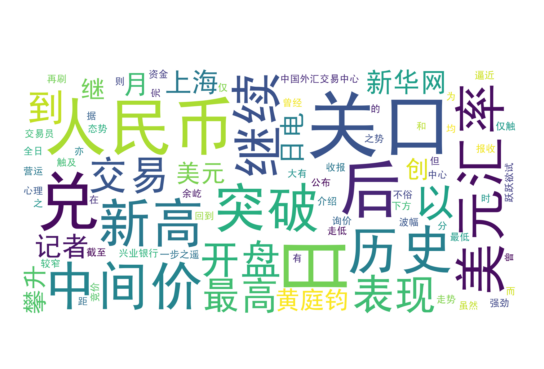 再刷 则 资金 仅 中国外汇交易中心 逼近
继 月 上海 曾经 新华网 为
到 人民币 继续 关口 率
据 的 和 均 仅触
交易员 态势 宛 日电 之势 报收
全日 亦 交易 美元 后 创 但
触及 大有 收报 中心 跃跃欲试
营运 兑 余屹 公布 不俗 以 美元汇
心理 在 新高 突破 介绍 询价 波幅 时
之 回到 走低 分 最低
记者 截至 兴业银行 一步之遥 开盘 日 历史 曾
较窄 有
攀升 中间价 最高 黄庭钧 表现 走势 而
距 竞价 虽然 强劲